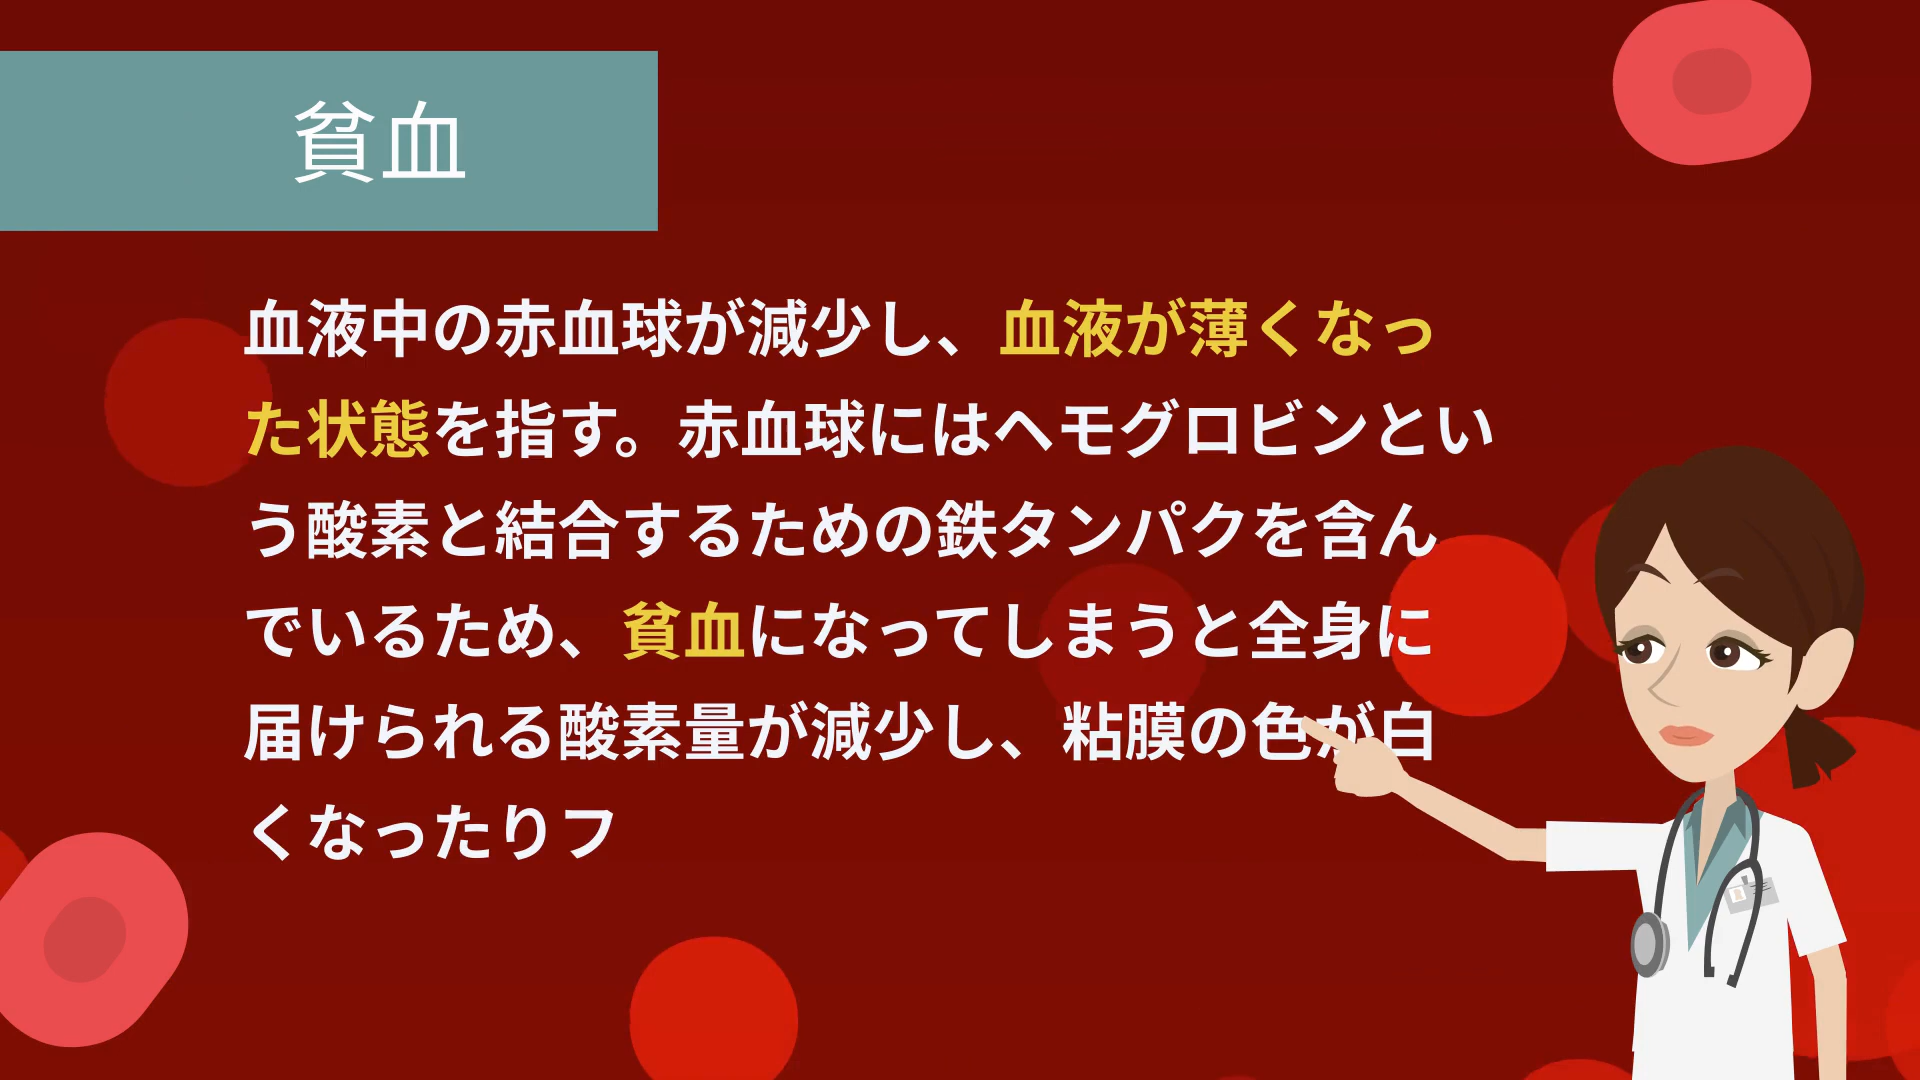 貧血
血液中の赤血球が減少し、血液が薄くなっ
た状態を指す。赤血球にはヘモグロビンとい
う酸素と結合するための鉄タンパクを含ん
でいるため、貧血になってしまうと全身に
届けられる酸素量が減少し、粘膜の色が白
くなったりフ